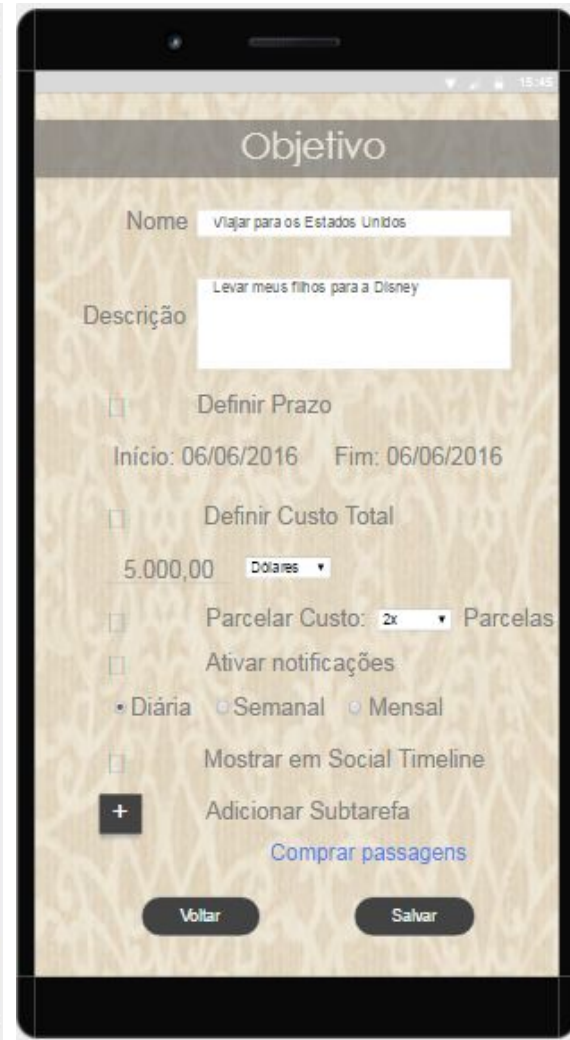 15:45
Objetivo
Nome Viajar para os Estados Unidos
Descrição Levar meus filhos para a Disney
Definir Prazo
Início: 06/06/2016 Fim: 06/06/2016
Definir Custo Total
5.000,00 Dólares
Parcelar Custo: 2x Parcelas
Ativar notificações
Diária Semanal Mensal
Mostrar em Social Timeline
+ Adicionar Subtarefa
Comprar passagens
Voltar Salvar